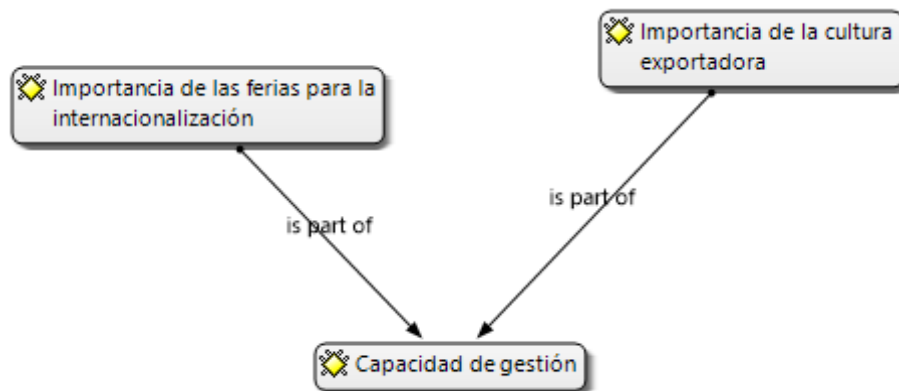 Importancia de la cultura
exportadora
Importancia de las ferias para la
internacionalización
is part of
is part of
Capacidad de gestión